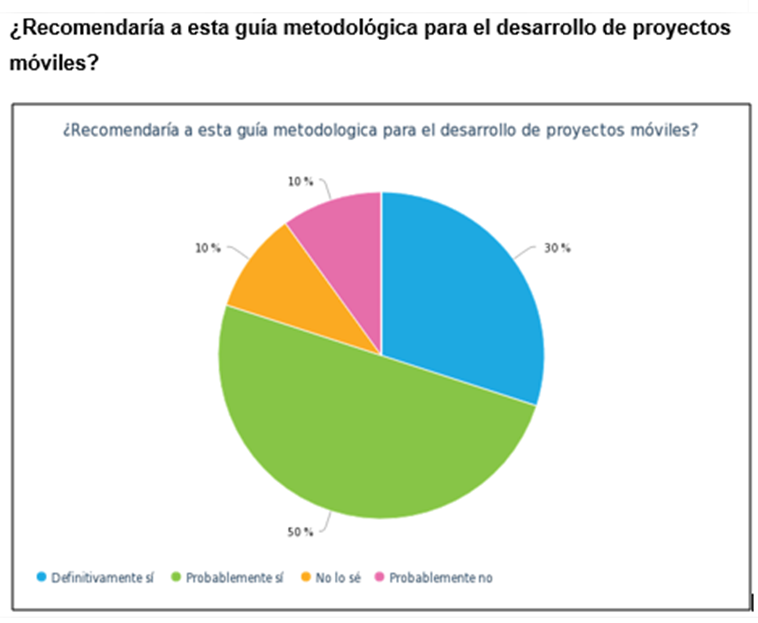 ¿Recomendaría a esta guía metodológica para el desarrollo de proyectos
móviles?
¿Recomendaría a esta guía metodologica para el desarrollo de proyectos móviles?
10 %
10 %
30 %
50 %
Definitivamente sí Probablemente sí No lo sé Probablemente no